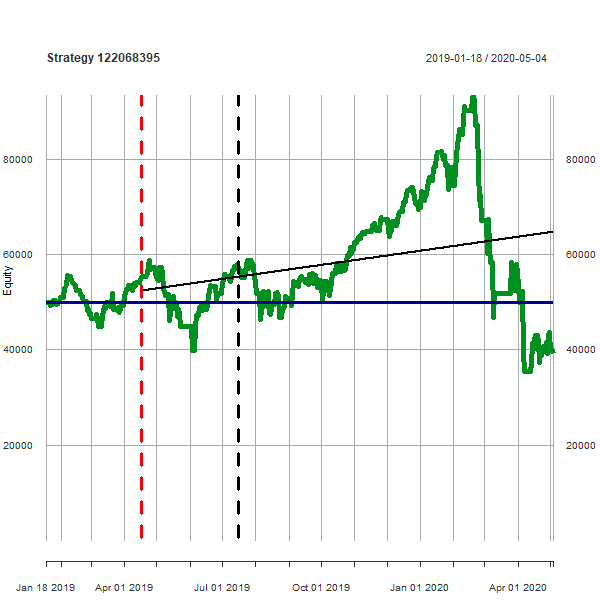 Strategy 122068395
2019-01-18 / 2020-05-04
80000 80000
60000 60000
Equity
40000 40000
20000 20000
Jan 18 2019 Apr 01 2019 Jul 01 2019 Oct 01 2019 Jan 01 2020 Apr 01 2020